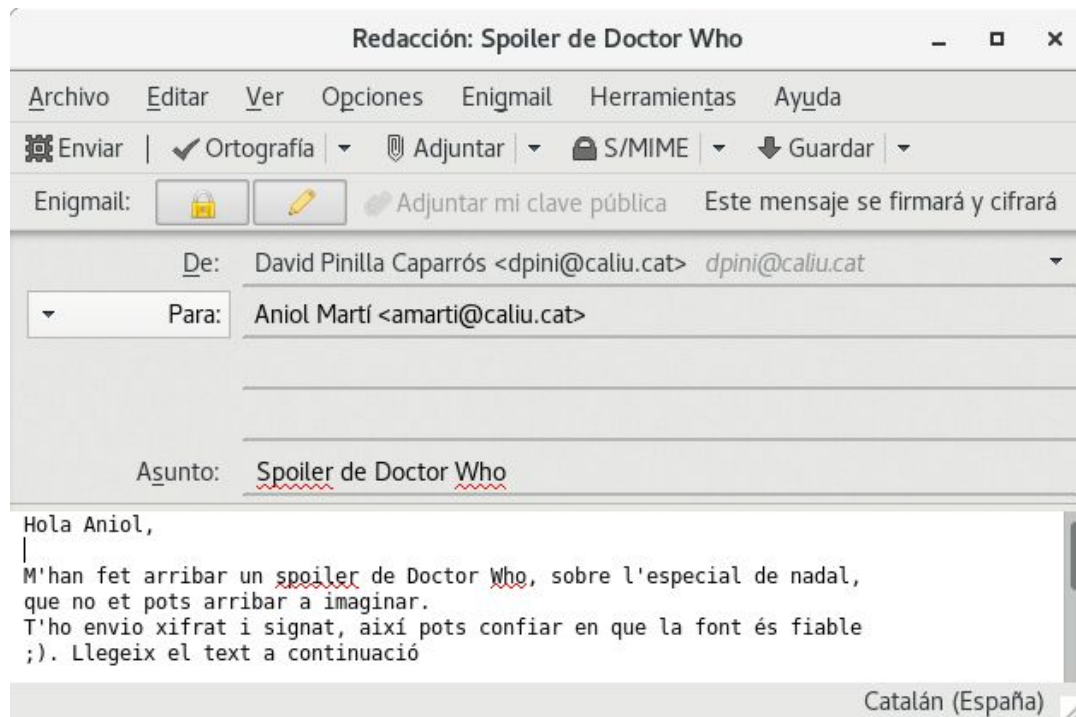 Redacción: Spoiler de Doctor Who
Archivo Editar Ver Opciones Enigmail Herramientas Ayuda
Enviar | Ortografía Adjuntar S/MIME Guardar
Enigmail: Adjuntar mi clave pública Este mensaje se firmará y cifrará
De: David Pinilla Caparrós <dpini@caliu.cat> dpini@caliu.cat
Para: Aniol Martí <amarti@caliu.cat>
Asunto: Spoiler de Doctor Who
Hola Aniol,
M'han fet arribar un spoiler de Doctor Who, sobre l'especial de nadal,
que no et pots arribar a imaginar.
T'ho envio xifrat i signat, així pots confiar en que la font és fiable
;). Llegeix el text a continuació
Catalán (España)